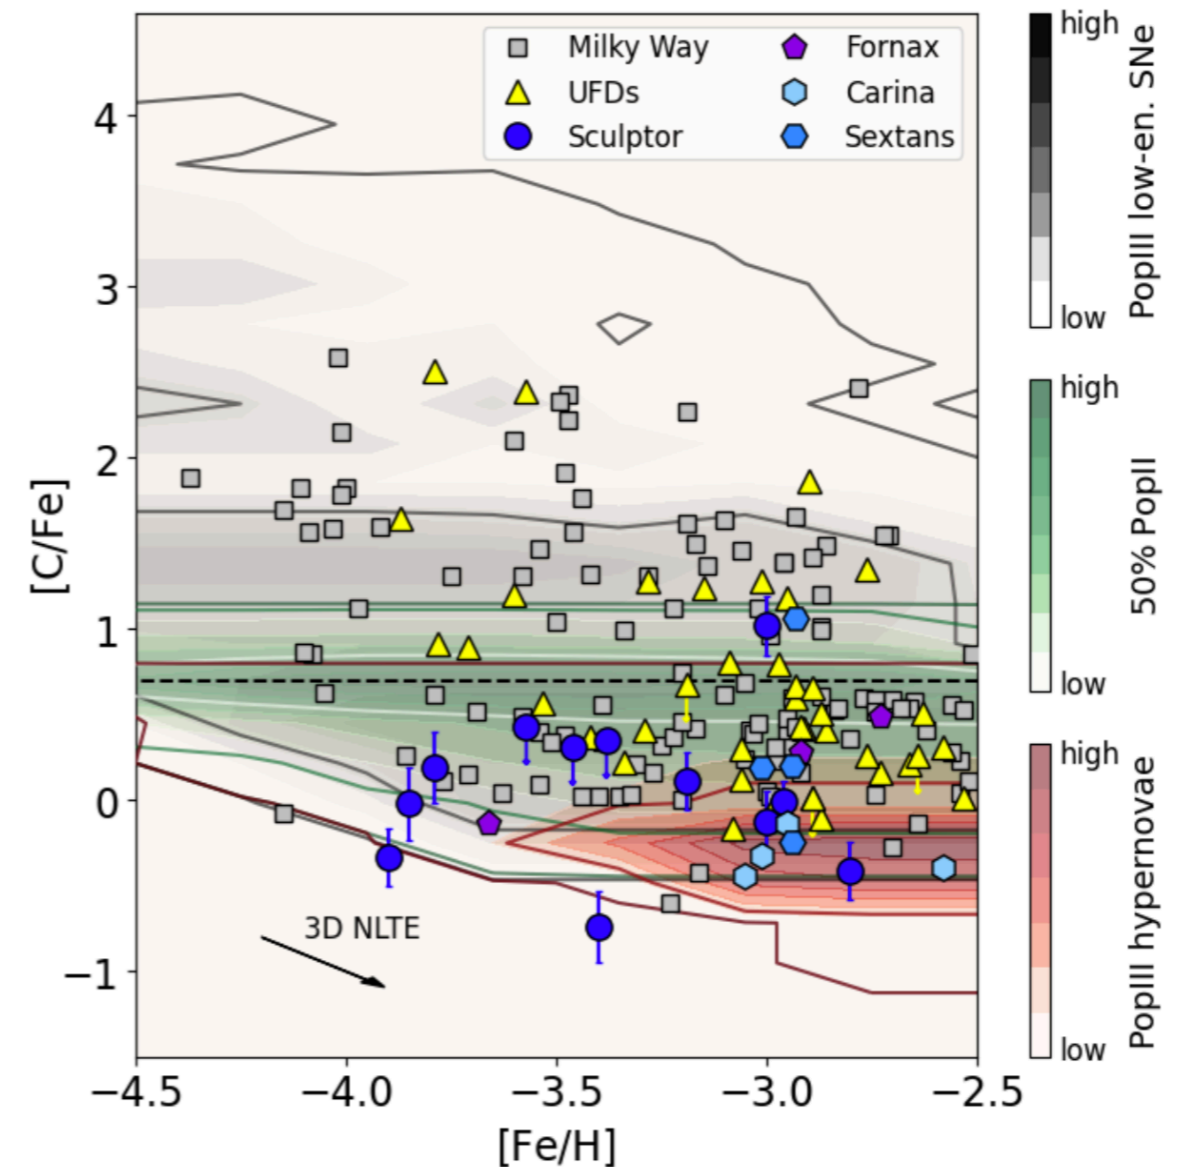 Milky Way
UFDs
Sculptor
Fornax
Carina
Sextans
4
3
2
1
0
−1
[C/Fe]
3D NLTE
−4.5
−4.0
−3.5
−3.0
−2.5
[Fe/H]
high
low
PopIII low-en. SNe
high
low
50% PopII
high
low
PopIII hypernovae